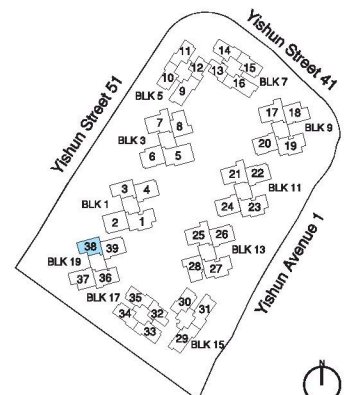 Yishun Street 41
Yishun Street 51
Yishun Avenue 1
11
12
10
9
BLK 5
14
15
13
16
BLK 7
7
8
6
5
BLK 3
17
18
20
19
BLK 9
3
4
2
1
BLK 1
21
22
24
23
BLK 11
38
39
37
36
BLK 19
BLK 17
25
26
28
27
BLK 13
35
32
34
33
30
31
29
BLK 15
N